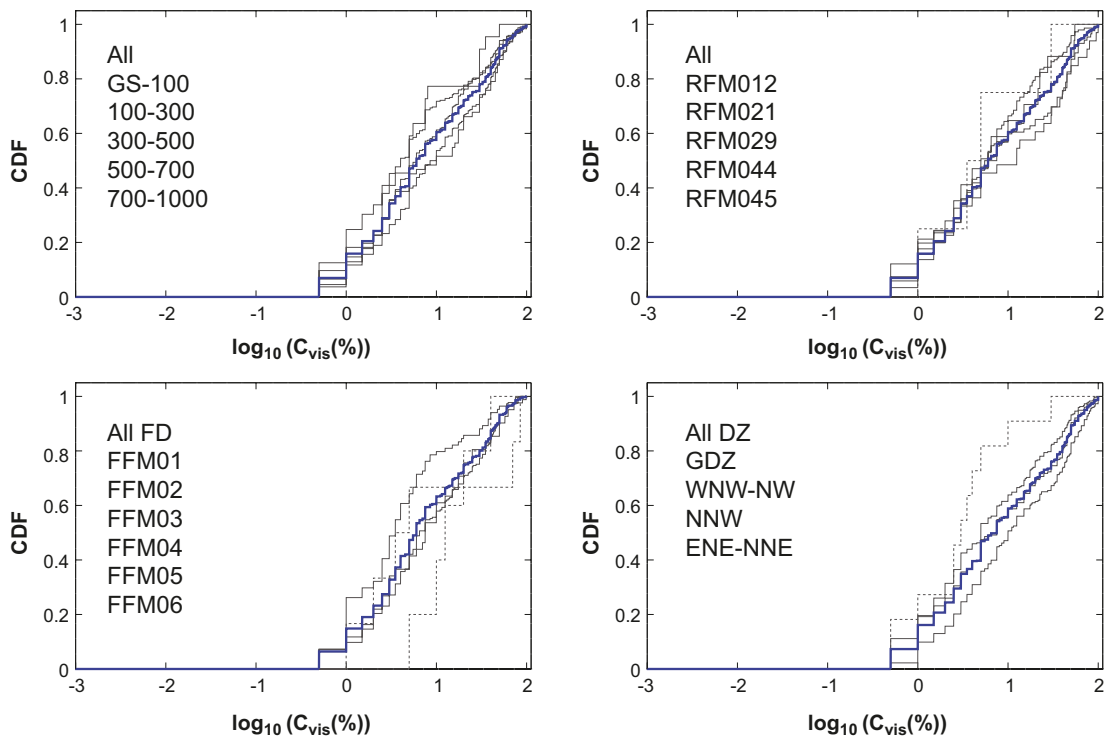 CDF
1
0.8
0.6
0.4
0.2
0
All
GS-100
100-300
300-500
500-700
700-1000
-3 -2 -1 0 1 2
log10 (Cvis(%))
CDF
1
0.8
0.6
0.4
0.2
0
All
RFM012
RFM021
RFM029
RFM044
RFM045
-3 -2 -1 0 1 2
log10 (Cvis(%))
CDF
1
0.8
0.6
0.4
0.2
0
All FD
FFM01
FFM02
FFM03
FFM04
FFM05
FFM06
-3 -2 -1 0 1 2
log10 (Cvis(%))
CDF
1
0.8
0.6
0.4
0.2
0
All DZ
GDZ
WNW-NW
NNW
ENE-NNE
-3 -2 -1 0 1 2
log10 (Cvis(%))